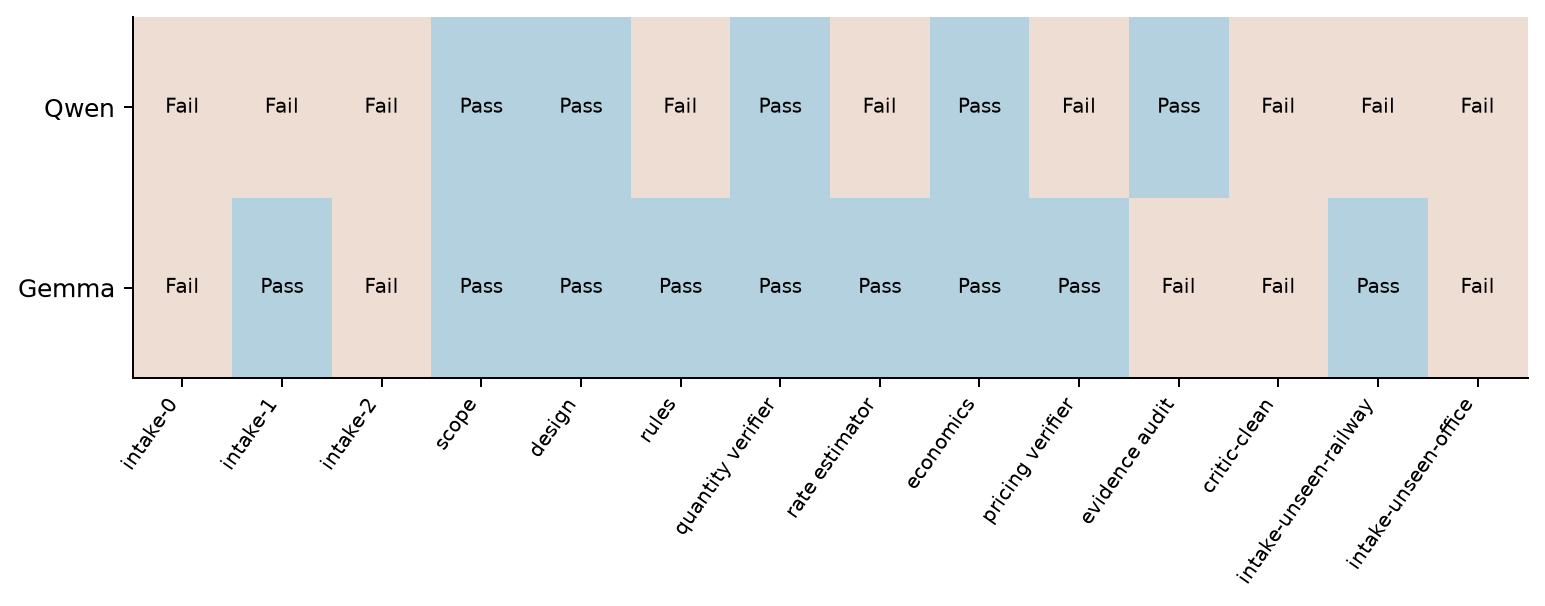 Qwen Fail Fail Fail Pass Pass Fail Pass Fail Pass Fail Pass Fail Fail Fail
Gemma Fail Pass Fail Pass Pass Pass Pass Pass Pass Pass Fail Fail Pass Fail
intake-0
intake-1
intake-2
scope
design
rules
quantity verifier
rate estimator
economics
pricing verifier
evidence audit
critic-clean
intake-unseen-railway
intake-unseen-office